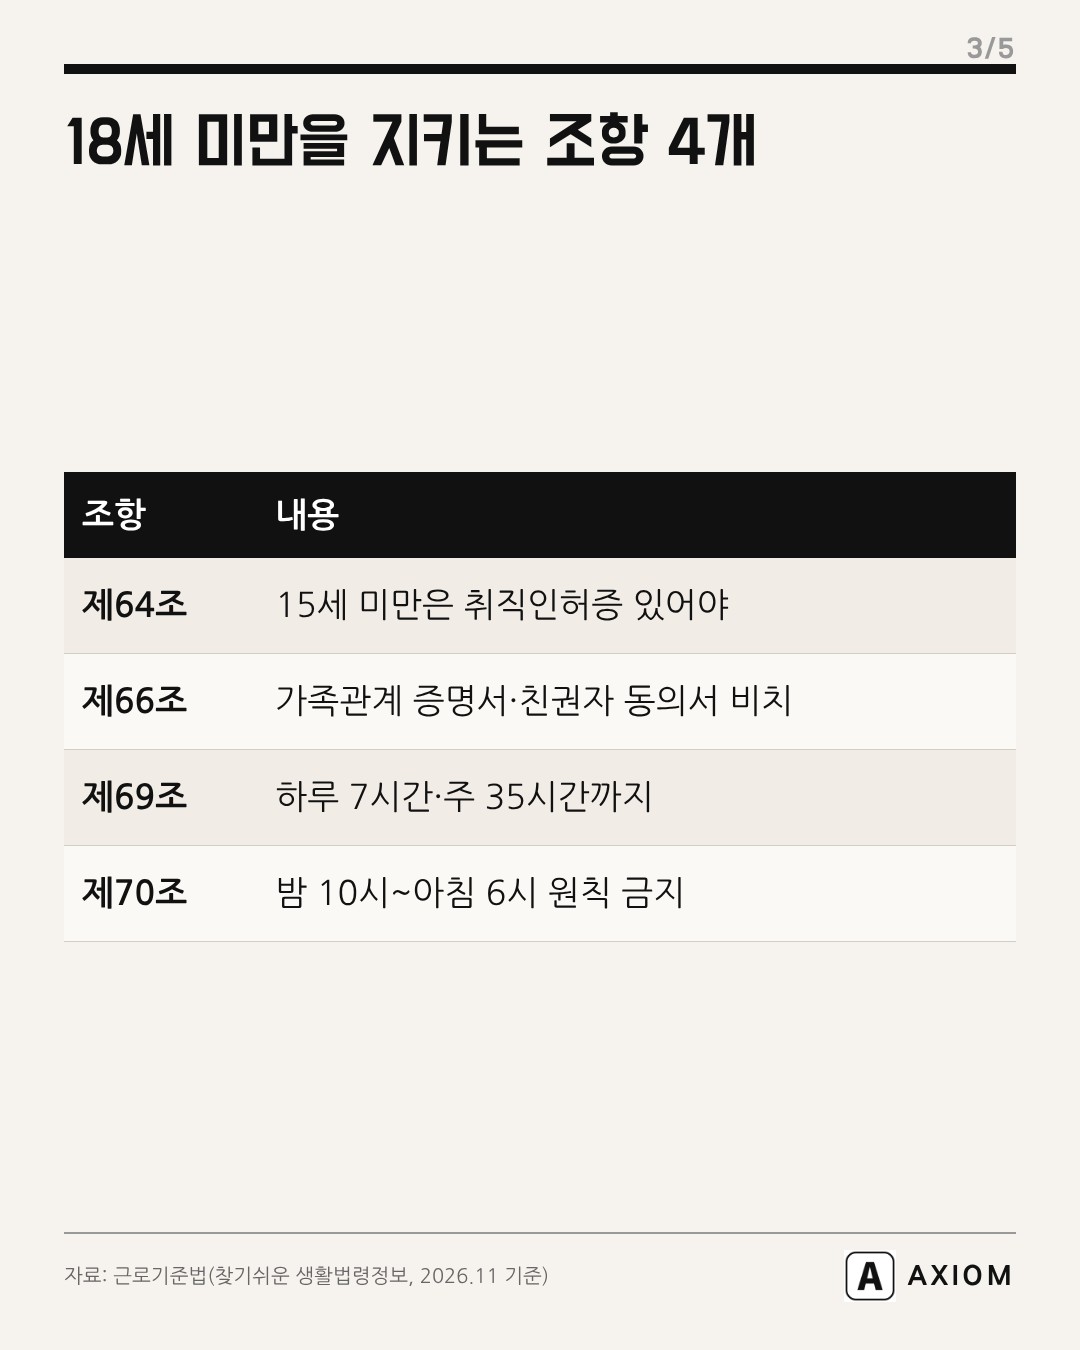 3/5
18세 미만을 지키는 조항 4개
조항 내용
제64조 15세 미만은 취직인허증 있어야
제66조 가족관계 증명서·친권자 동의서 비치
제69조 하루 7시간·주 35시간까지
제70조 밤 10시~아침 6시 원칙 금지
자료: 근로기준법(찾기쉬운 생활법령정보, 2026.11 기준)
A AXIOM